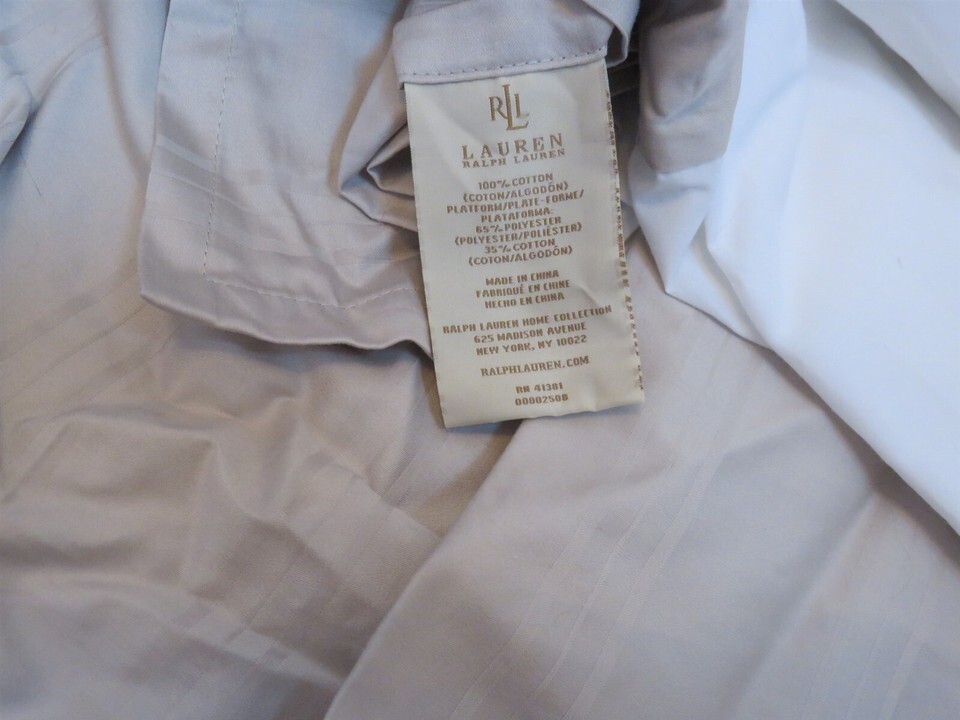 RLL
LAUREN
RALPH LAUREN
100% COTTON
(COTON/ALGODÓN)
PLATFORM/PLATE-FORME/
PLATAFORMA:
65% POLYESTER
(POLYESTER/POLIÉSTER)
35% COTTON
(COTON/ALGODÓN)
MADE IN CHINA
FABRIQUÉ EN CHINE
HECHO EN CHINA
RALPH LAUREN HOME COLLECTION
625 MADISON AVENUE
NEW YORK, NY 10022
RALPHLAUREN.COM
RN 41381
00002508